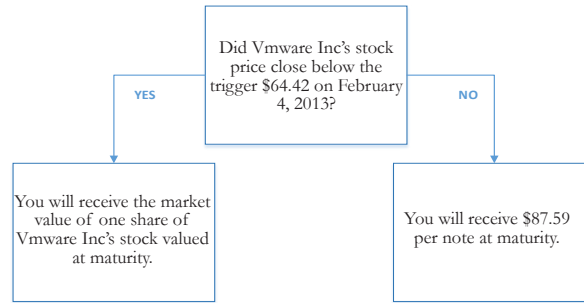 Did Vmware Inc's stock
price close below the
trigger $64.42 on February
4, 2013?
YES
NO
You will receive the market
value of one share of
Vmware Inc's stock valued
at maturity.
You will receive $87.59
per note at maturity.